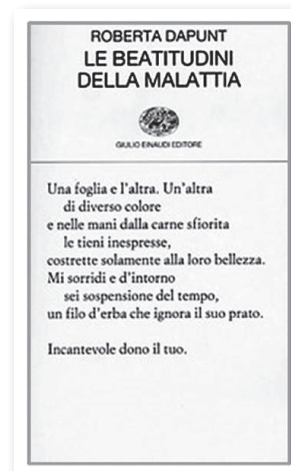 ROBERTA DAPUNT
LE BEATITUDINI
DELLA MALATTIA
GIULIO EINAUDI EDITORE
Una foglia e l'altra. Un'altra
di diverso colore
e nelle mani dalla carne sfiorita
le tieni inespresse,
costrette solamente alla loro bellezza.
Mi sorridi e d'intorno
sei sospensione del tempo,
un filo d'erba che ignora il suo prato.
Incantevole dono il tuo.